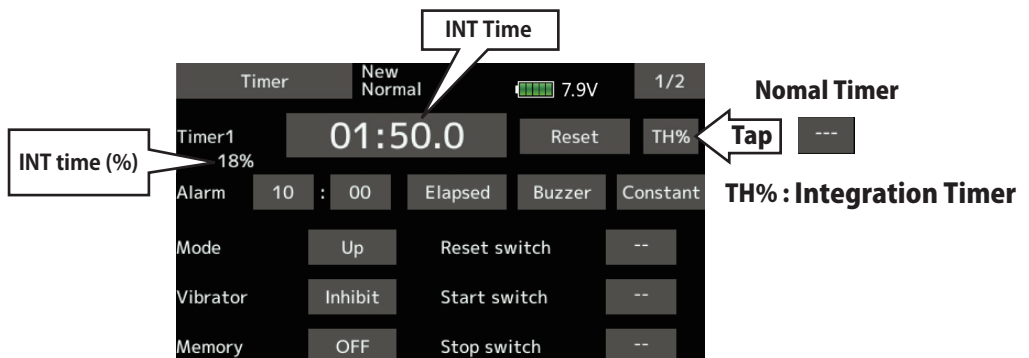 INT Time
Timer New Normal 7.9V 1/2
Nomal Timer
Timer1 01:50.0 Reset TH% Tap ---
INT time (%) 18%
Alarm 10 : 00 Elapsed Buzzer Constant
TH% : Integration Timer
Mode Up Reset switch --
Vibrator Inhibit Start switch --
Memory OFF Stop switch --